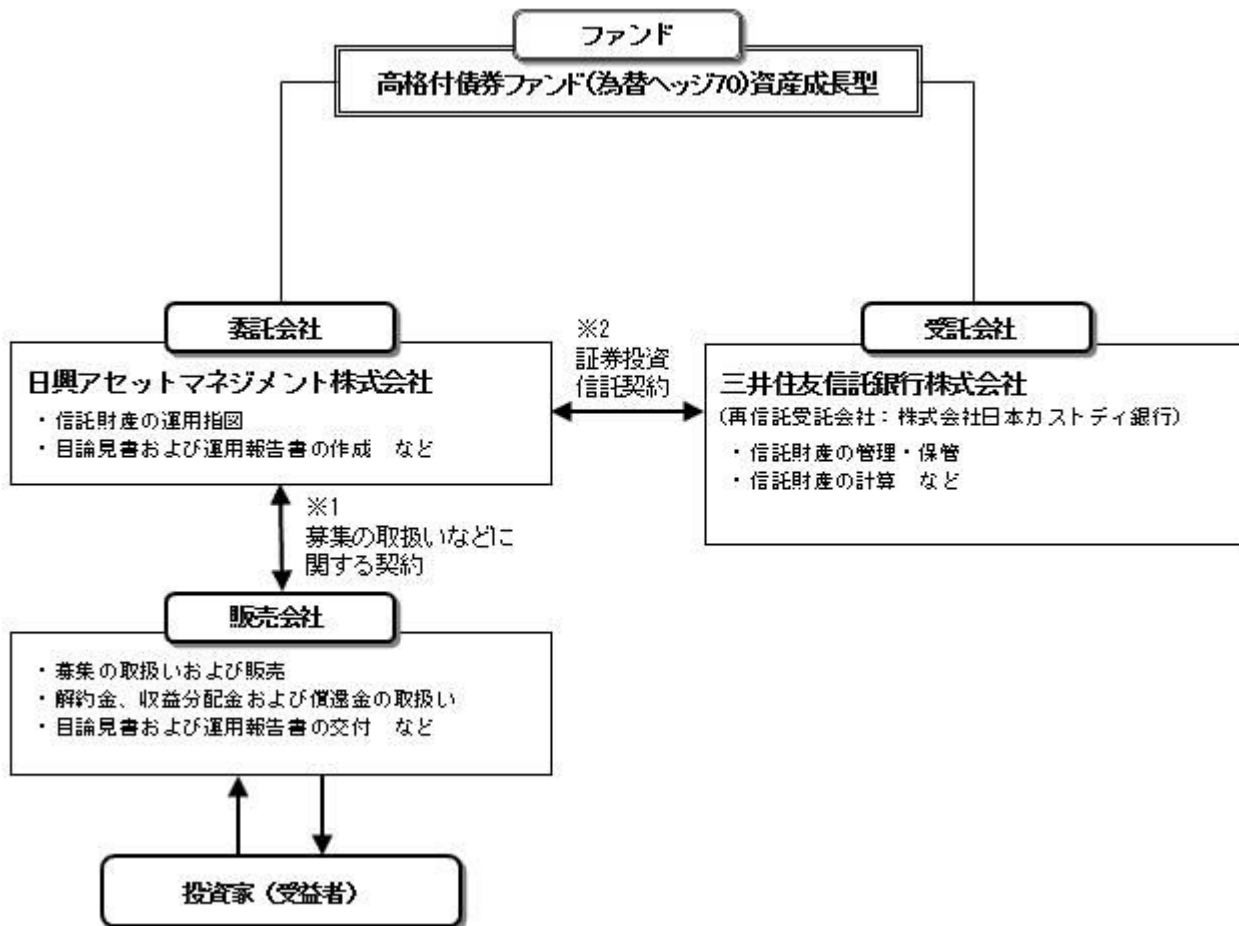 ファンド
高格付債券ファンド(為替ヘッジ70)資産成長型
委託会社
日興アセットマネジメント株式会社
・信託財産の運用指図
・目論見書および運用報告書の作成　など
※2
証券投資
信託契約
受託会社
三井住友信託銀行株式会社
(再信託受託会社：株式会社日本カストディ銀行)
・信託財産の管理・保管
・信託財産の計算　など
※1
募集の取扱いなどに
関する契約
販売会社
・募集の取扱いおよび販売
・解約金、収益分配金および償還金の取扱い
・目論見書および運用報告書の交付　など
投資家（受益者）